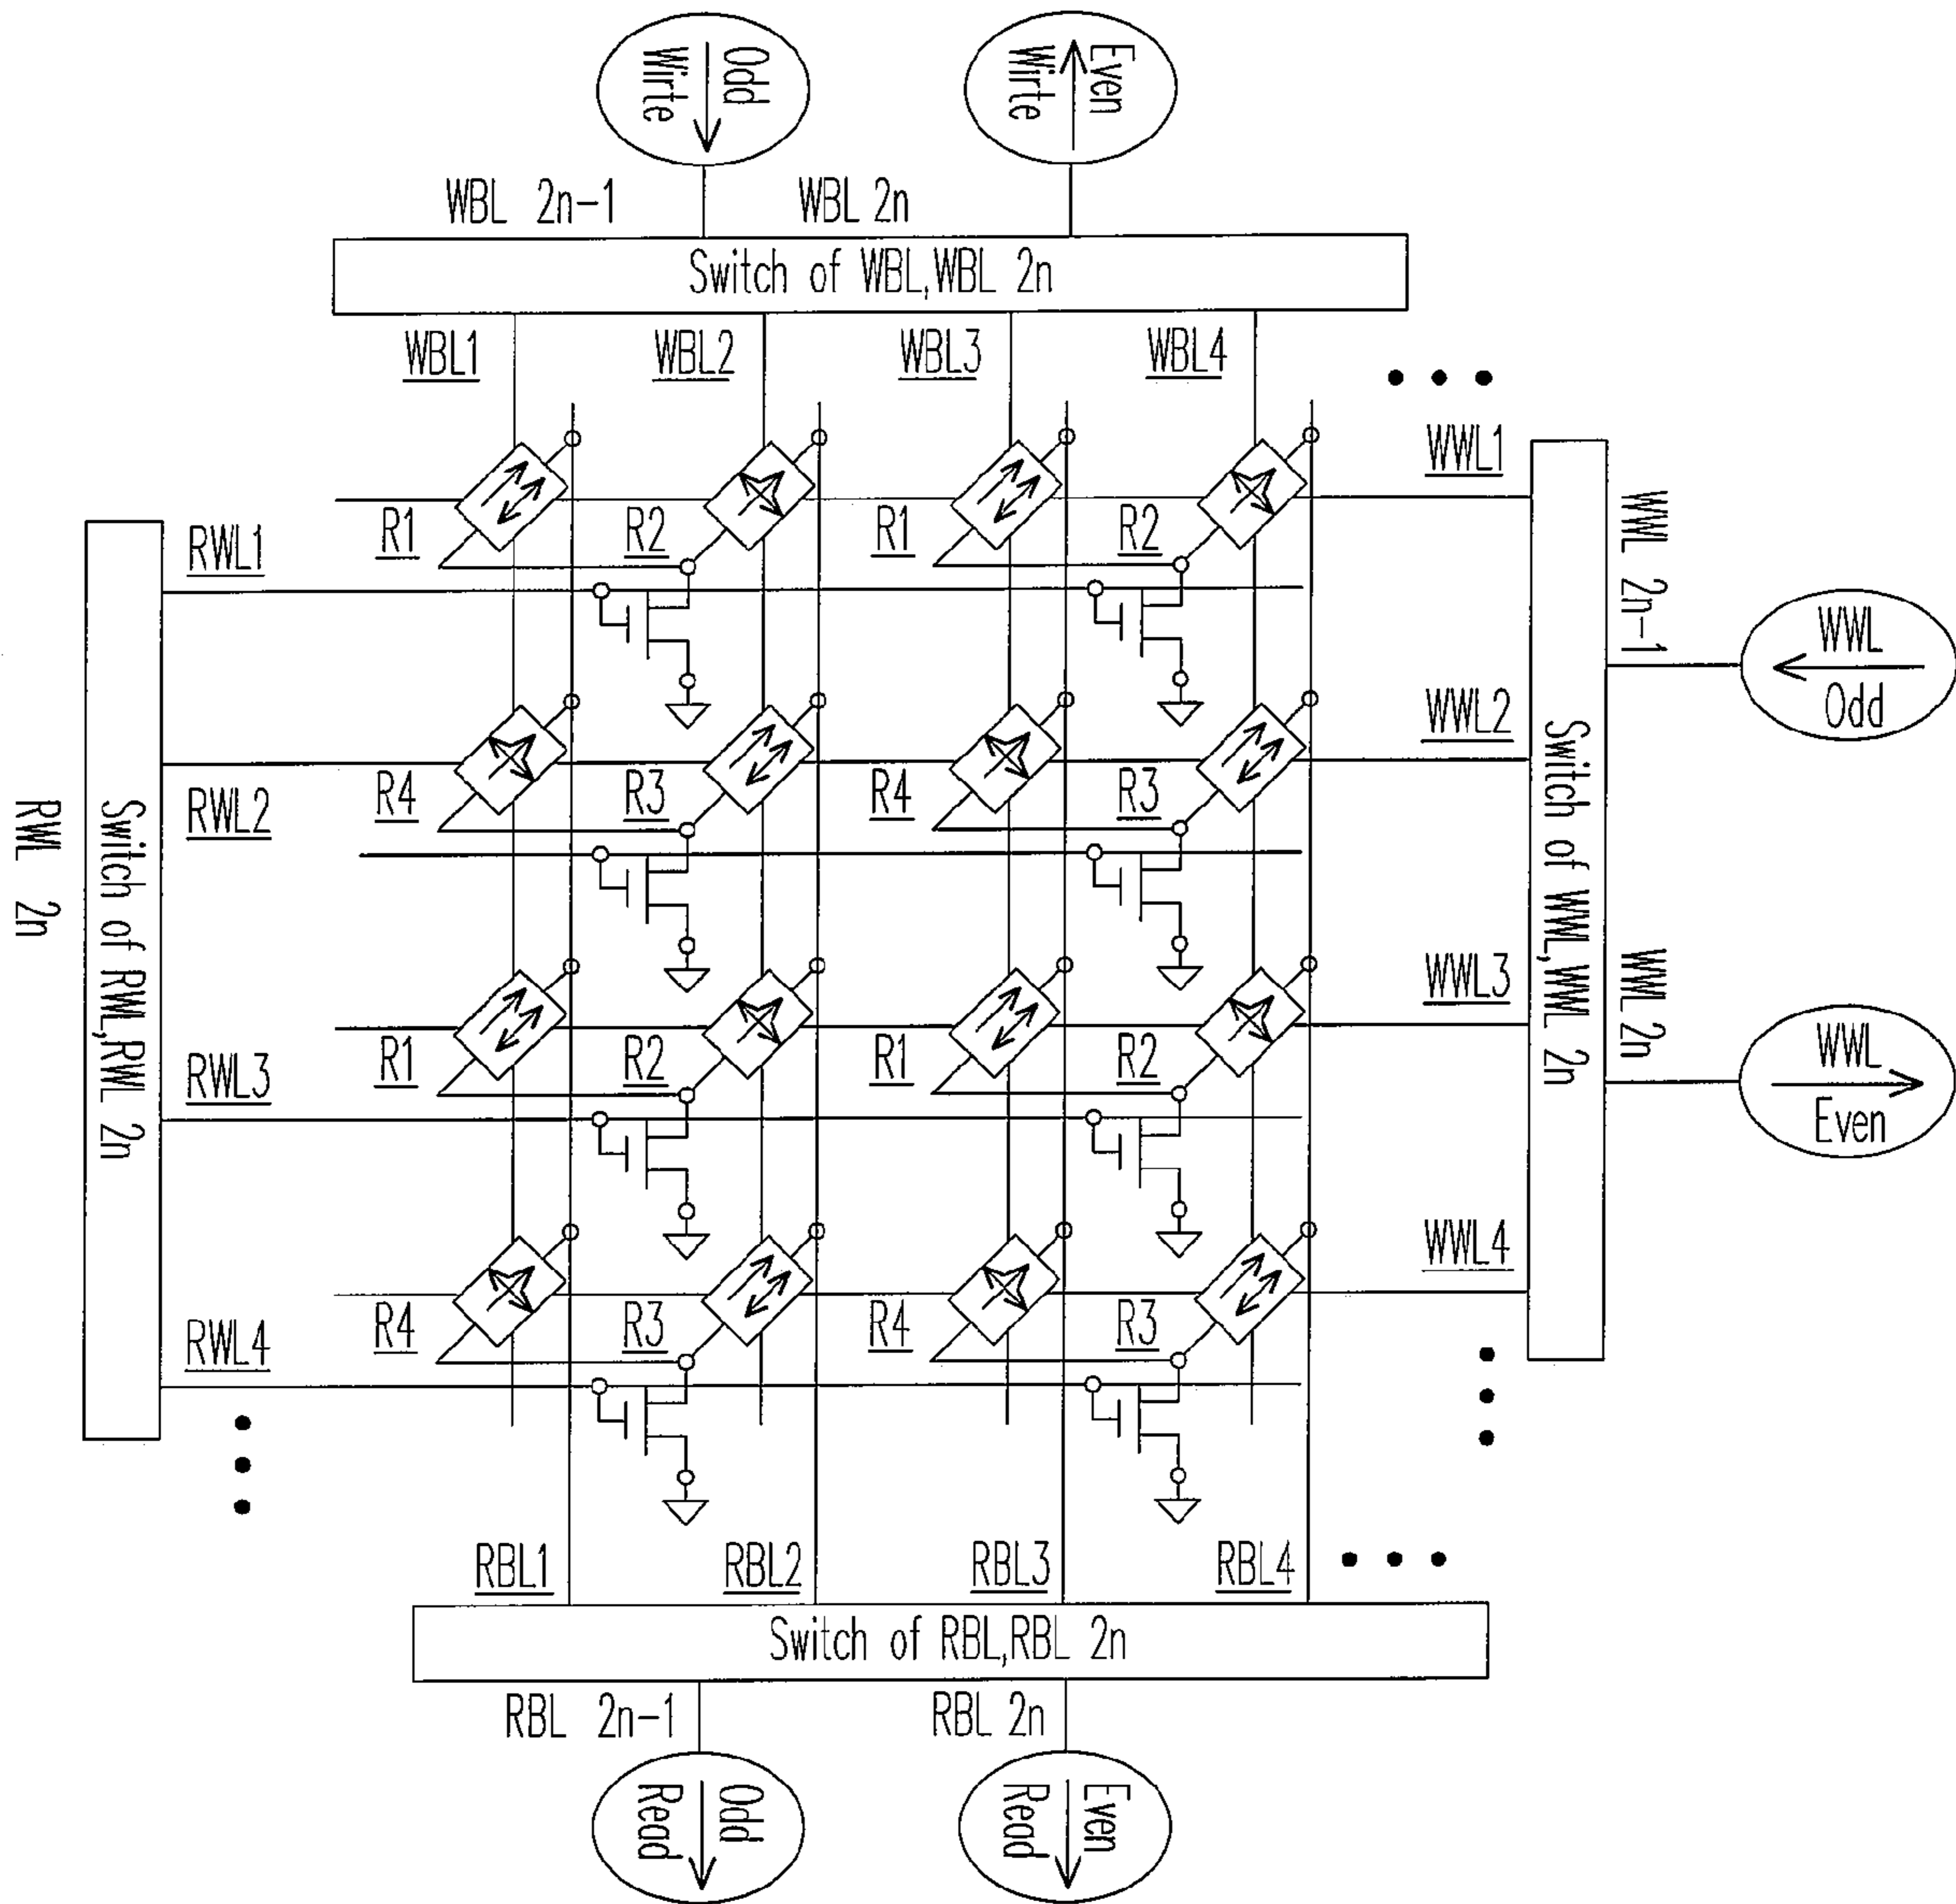 Odd
Wirte
Even
Wirte
WBL 2n-1
WBL 2n
Switch of WBL,WBL 2n
WBL1
WBL2
WBL3
WBL4
WWL1
R1
R2
R1
R2
RWL1
WWL 2n-1
WWL
Odd
WWL2
R4
R3
R4
R3
RWL2
Switch of WWL,WWL 2n
Switch of RWL,RWL 2n
RWL 2n
WWL3
WWL 2n
R1
R2
R1
R2
RWL3
WWL
Even
WWL4
R4
R3
R4
R3
RWL4
RBL1
RBL2
RBL3
RBL4
Switch of RBL,RBL 2n
RBL 2n-1
RBL 2n
Odd
Read
Even
Read